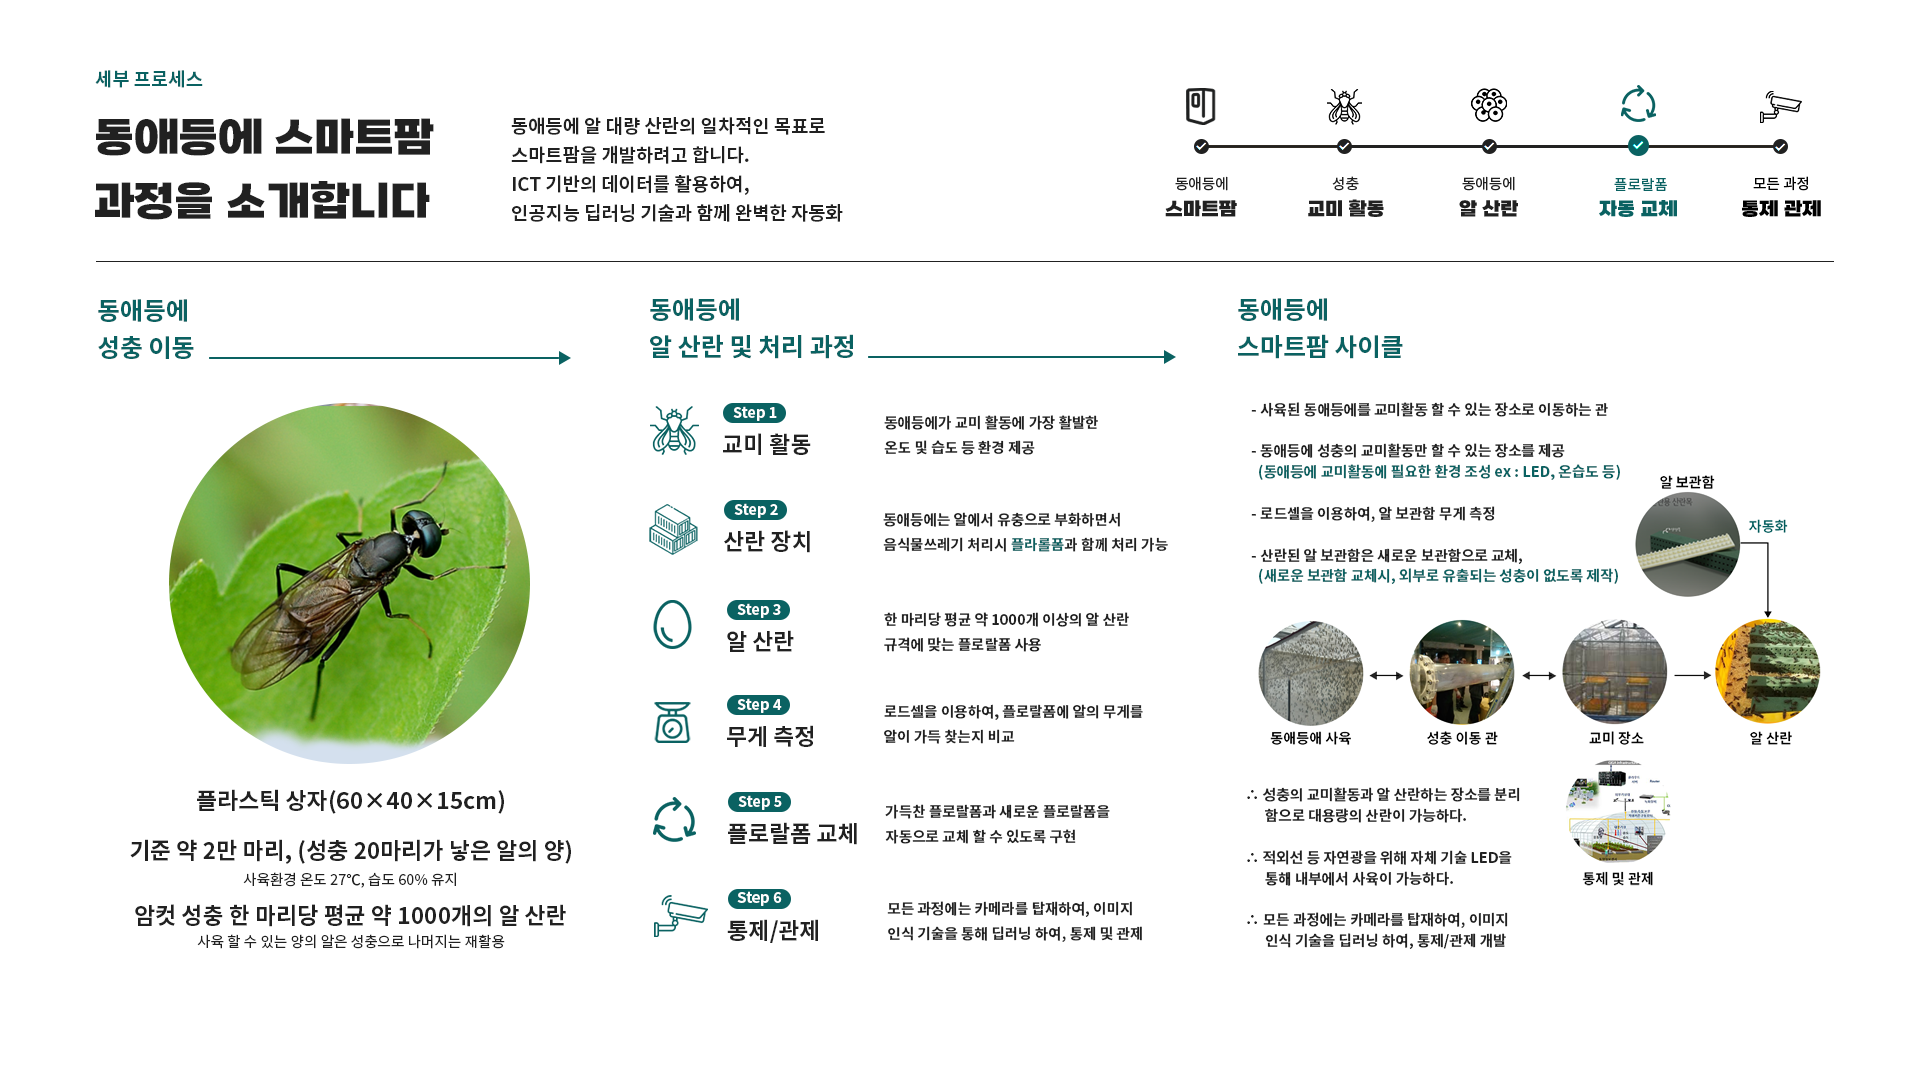 세부 프로세스
동애등에 스마트팜
과정을 소개합니다
동애등에 알 대량 산란의 일차적인 목표로
스마트팜을 개발하려고 합니다.
ICT 기반의 데이터를 활용하여,
인공지능 딥러닝 기술과 함께 완벽한 자동화
동애등에
스마트팜
성충
교미 활동
동애등에
알 산란
플로랄폼
자동 교체
모든 과정
통제 관제
동애등에
성충 이동
플라스틱 상자(60×40×15cm)
기준 약 2만 마리, (성충 20마리가 낳은 알의 양)
사육환경 온도 27℃, 습도 60% 유지
암컷 성충 한 마리당 평균 약 1000개의 알 산란
사육 할 수 있는 양의 알은 성충으로 나머지는 재활용
동애등에
알 산란 및 처리 과정
Step 1
교미 활동
동애등에가 교미 활동에 가장 활발한
온도 및 습도 등 환경 제공
Step 2
산란 장치
동애등에는 알에서 유충으로 부화하면서
음식물쓰레기 처리시 플라롤폼과 함께 처리 가능
Step 3
알 산란
한 마리당 평균 약 1000개 이상의 알 산란
규격에 맞는 플로랄폼 사용
Step 4
무게 측정
로드셀을 이용하여, 플로랄폼에 알의 무게를
알이 가득 찾는지 비교
Step 5
플로랄폼 교체
가득찬 플로랄폼과 새로운 플로랄폼을
자동으로 교체 할 수 있도록 구현
Step 6
통제/관제
모든 과정에는 카메라를 탑재하여, 이미지
인식 기술을 통해 딥러닝 하여, 통제 및 관제
동애등에
스마트팜 사이클
- 사육된 동애등에를 교미활동 할 수 있는 장소로 이동하는 관
- 동애등에 성충의 교미활동만 할 수 있는 장소를 제공
(동애등에 교미활동에 필요한 환경 조성 ex : LED, 온습도 등)
- 로드셀을 이용하여, 알 보관함 무게 측정
- 산란된 알 보관함은 새로운 보관함으로 교체,
(새로운 보관함 교체시, 외부로 유출되는 성충이 없도록 제작)
알 보관함
자동화
동애등애 사육
성충 이동 관
교미 장소
알 산란
통제 및 관제
∴ 성충의 교미활동과 알 산란하는 장소를 분리
함으로 대용량의 산란이 가능하다.
∴ 적외선 등 자연광을 위해 자체 기술 LED을
통해 내부에서 사육이 가능하다.
∴ 모든 과정에는 카메라를 탑재하여, 이미지
인식 기술을 딥러닝 하여, 통제/관제 개발